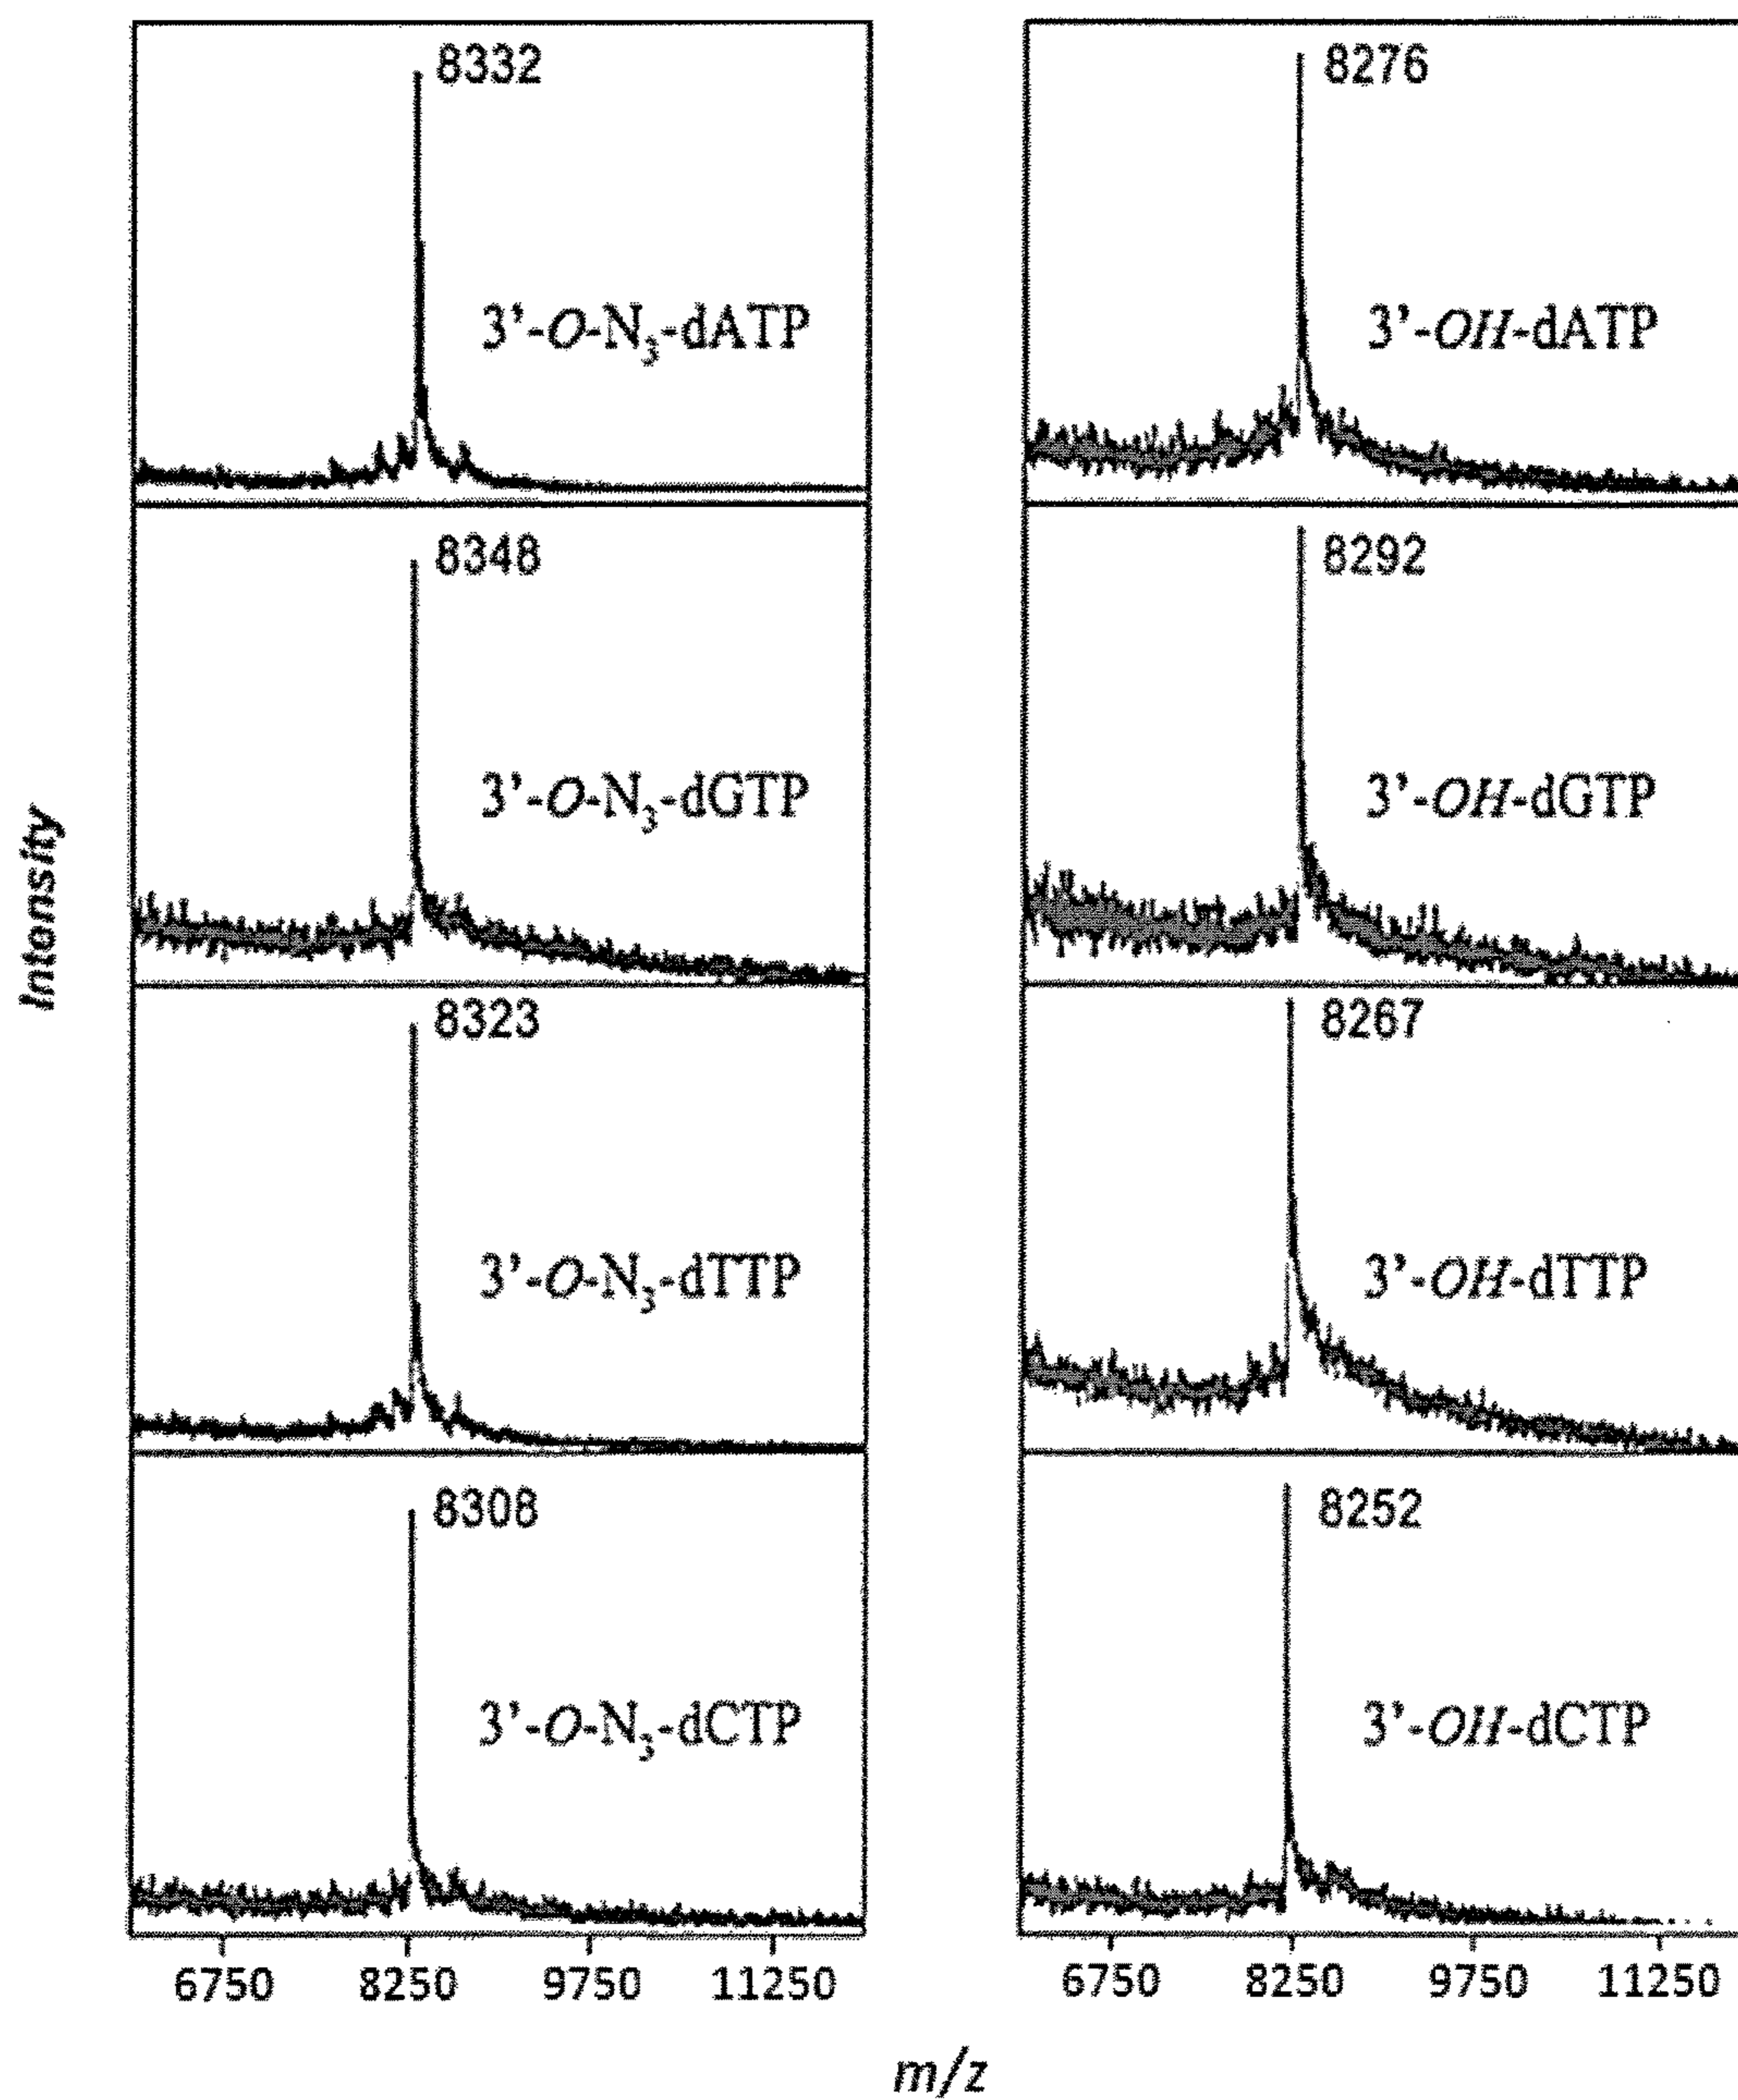 8332
3'-O-N3-dATP
8276
3'-OH-dATP
8348
3'-O-N3-dGTP
8292
3'-OH-dGTP
8323
3'-O-N3-dTTP
8267
3'-OH-dTTP
8308
3'-O-N3-dCTP
8252
3'-OH-dCTP
Intonsity
6750 8250 9750 11250
6750 8250 9750 11250
m/z